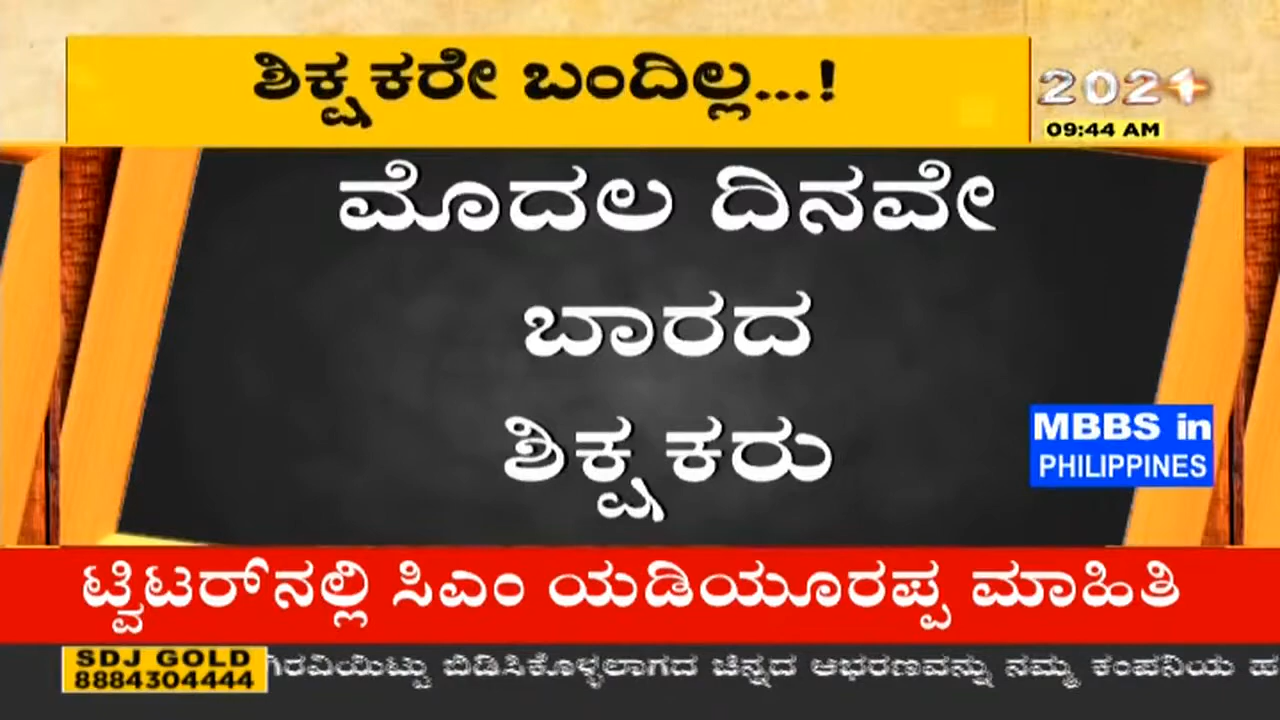 ಶಿಕ್ಷಕರೇ ಬಂದಿಲ್ಲ...!
2021
09:44 AM
ಮೊದಲ ದಿನವೇ
ಬಾರದ
ಶಿಕ್ಷಕರು
MBBS in
PHILIPPINES
ಟ್ವಿಟರ್‌ನಲ್ಲಿ ಸಿಎಂ ಯಡಿಯೂರಪ್ಪ ಮಾಹಿತಿ
SDJ GOLD
8884304444
ಗಿರವಿಯಿಟ್ಟು ಬಿಡಿಸಿಕೊಳ್ಳಲಾಗದ ಚಿನ್ನದ ಆಭರಣವನ್ನು ನಮ್ಮ ಕಂಪನಿಯ